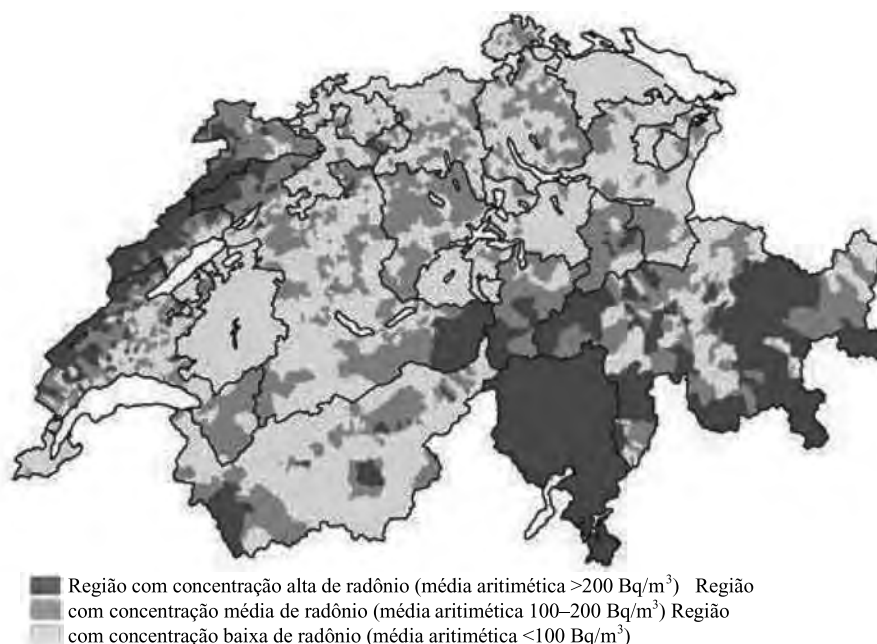 Região com concentração alta de radônio (média aritimética >200 Bq/m³) Região
com concentração média de radônio (média aritimética 100–200 Bq/m³) Região
com concentração baixa de radônio (média aritimética <100 Bq/m³)